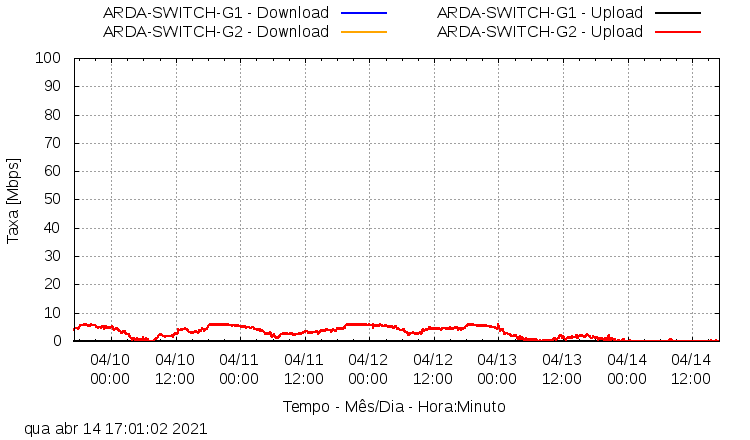 ARDA-SWITCH-G1 - Download ARDA-SWITCH-G1 - Upload
ARDA-SWITCH-G2 - Download ARDA-SWITCH-G2 - Upload
100
90
80
70
60
50
40
30
20
10
0
Taxa [Mbps]
04/10 04/10 04/11 04/11 04/12 04/12 04/13 04/13 04/14 04/14
00:00 12:00 00:00 12:00 00:00 12:00 00:00 12:00 00:00 12:00
Tempo - Mês/Dia - Hora:Minuto
qua abr 14 17:01:02 2021